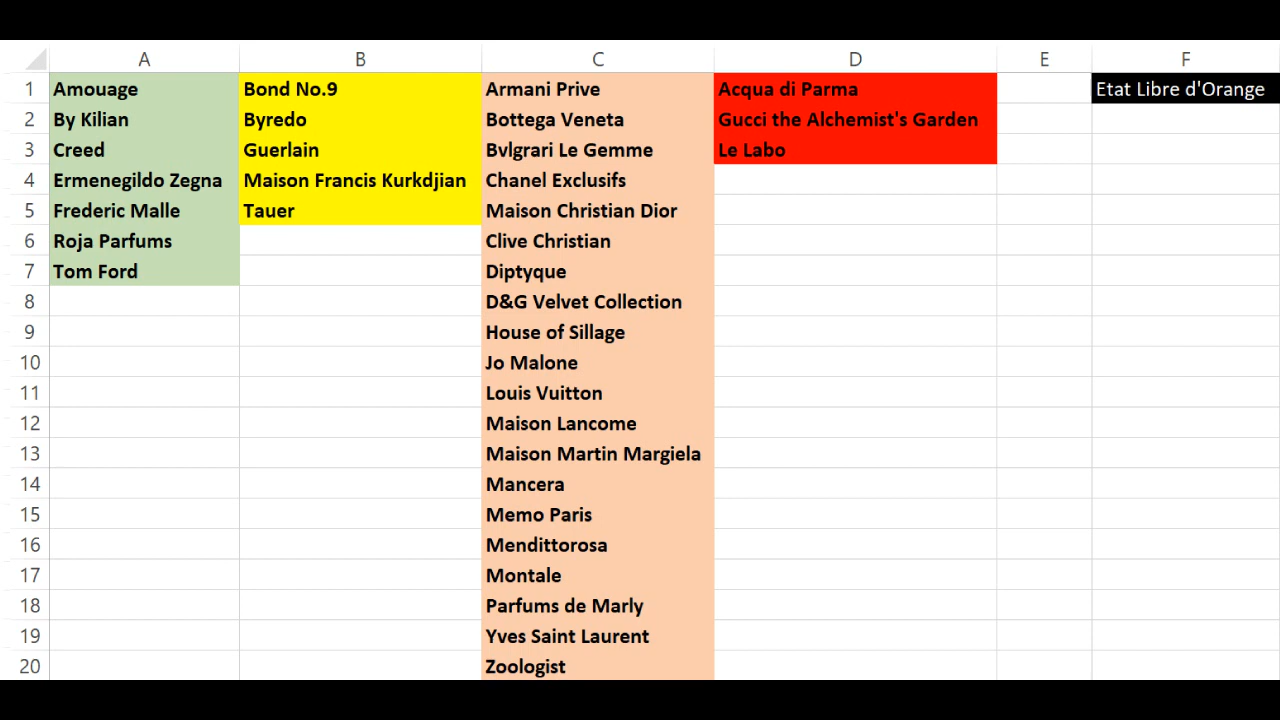 A B C D E F
1 Amouage Bond No.9 Armani Prive Acqua di Parma Etat Libre d'Orange
2 By Kilian Byredo Bottega Veneta Gucci the Alchemist's Garden
3 Creed Guerlain Bvlgrari Le Gemme Le Labo
4 Ermenegildo Zegna Maison Francis Kurkdjian Chanel Exclusifs
5 Frederic Malle Tauer Maison Christian Dior
6 Roja Parfums Clive Christian
7 Tom Ford Diptyque
8 D&G Velvet Collection
9 House of Sillage
10 Jo Malone
11 Louis Vuitton
12 Maison Lancome
13 Maison Martin Margiela
14 Mancera
15 Memo Paris
16 Mendittorosa
17 Montale
18 Parfums de Marly
19 Yves Saint Laurent
20 Zoologist